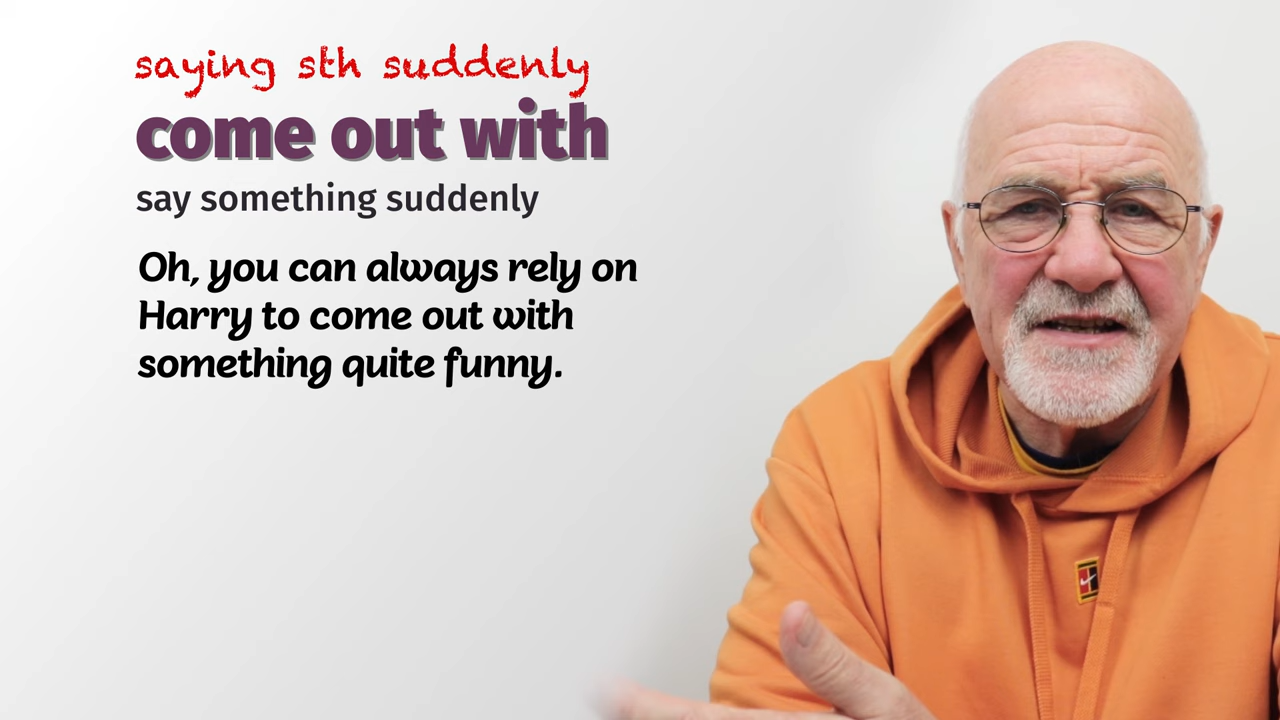 saying sth suddenly
come out with
say something suddenly
Oh, you can always rely on
Harry to come out with
something quite funny.